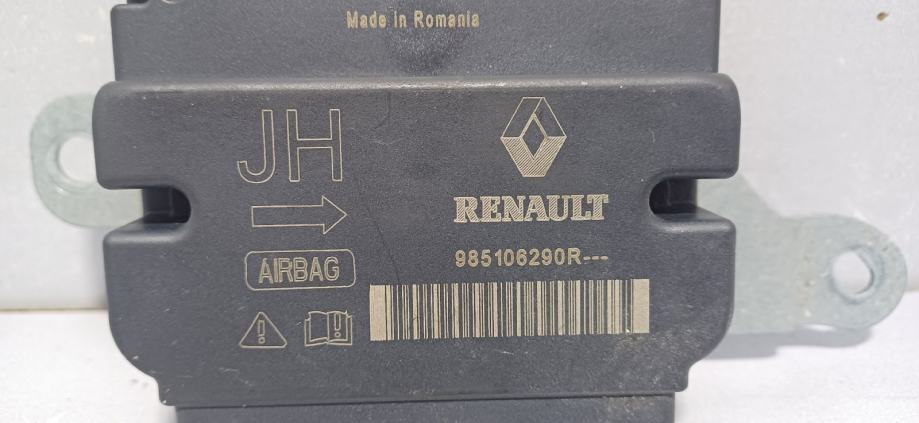 Made in Romania
JH
RENAULT
985106290R---
AIRBAG